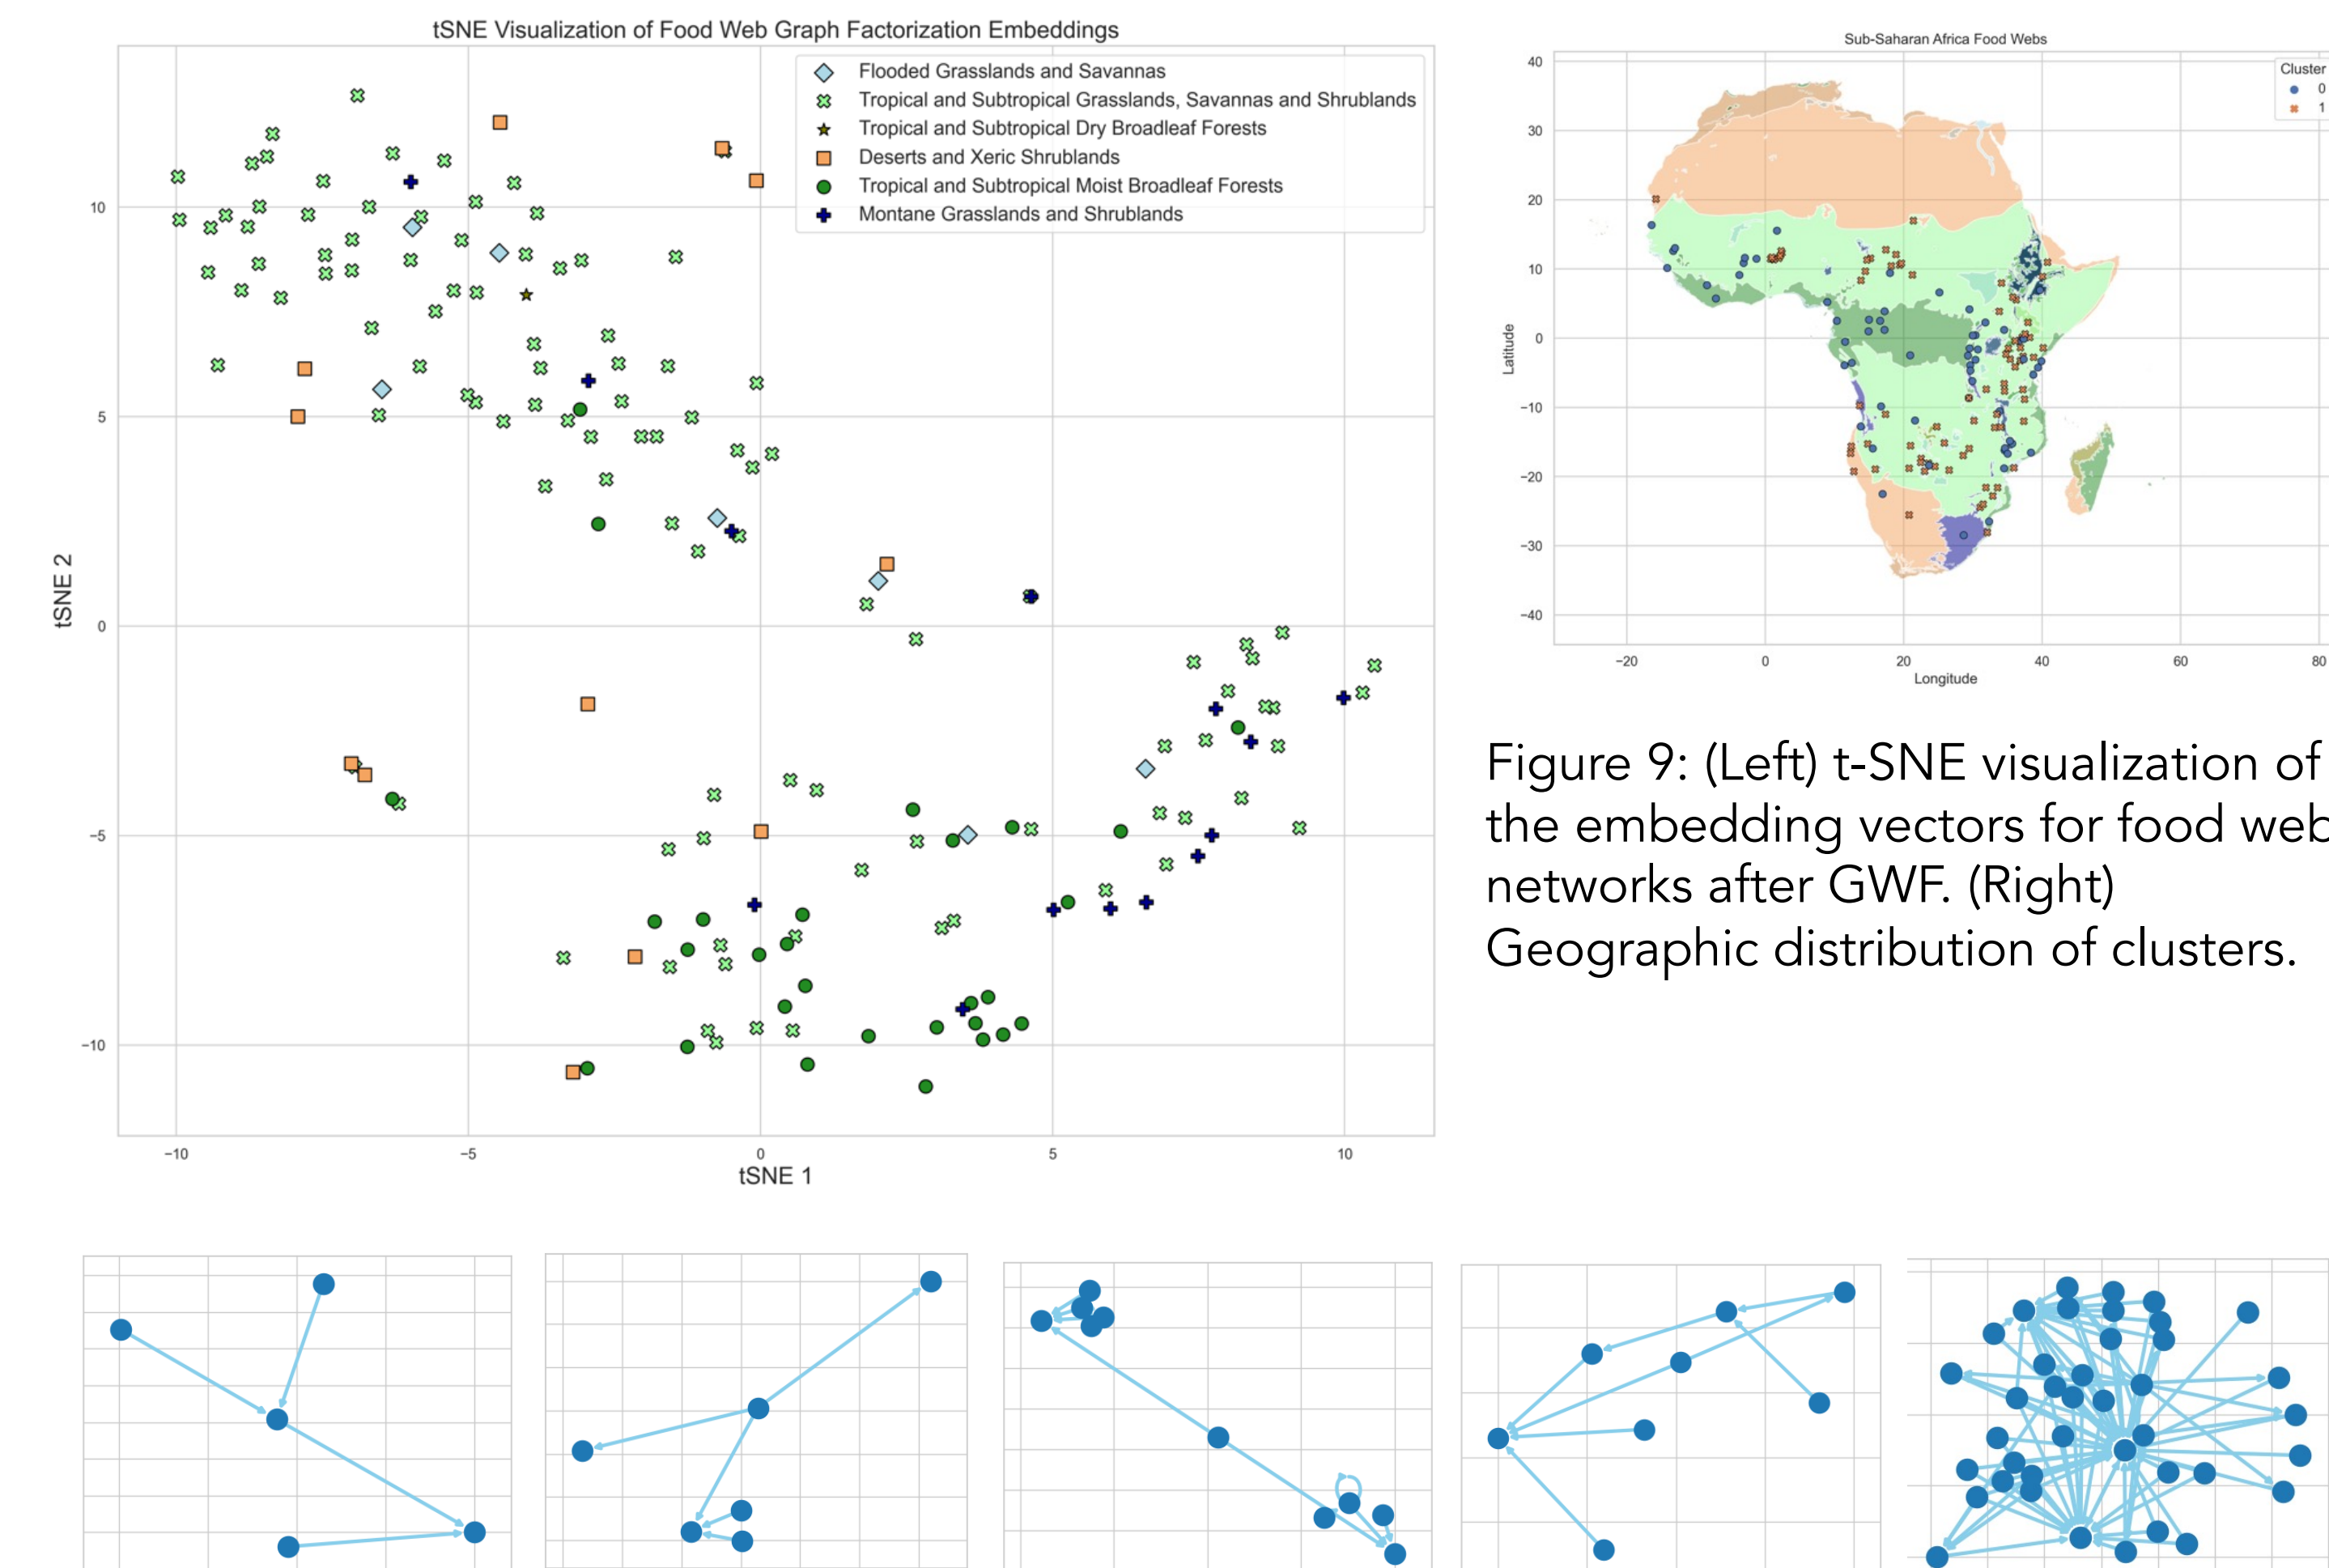 tSNE Visualization of Food Web Graph Factorization Embeddings
Flooded Grasslands and Savannas
Tropical and Subtropical Grasslands, Savannas and Shrublands
Tropical and Subtropical Dry Broadleaf Forests
Deserts and Xeric Shrublands
Tropical and Subtropical Moist Broadleaf Forests
Montane Grasslands and Shrublands
10
5
0
−5
−10
tSNE 2
−10 −5 0 5 10
tSNE 1
Sub-Saharan Africa Food Webs
Cluster
0
1
40
30
20
10
0
−10
−20
−30
−40
Latitude
−20 0 20 40 60 80
Longitude
Figure 9: (Left) t-SNE visualization of
the embedding vectors for food web
networks after GWF. (Right)
Geographic distribution of clusters.